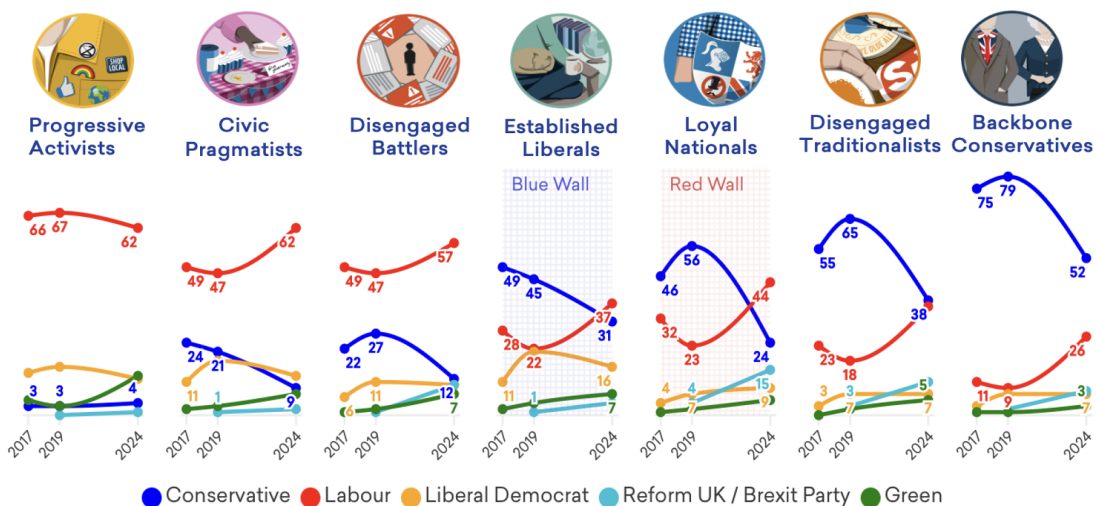 SHOP
LOCAL
Progressive
Activists
Civic
Pragmatists
Disengaged
Battlers
Established
Liberals
Loyal
Nationals
Disengaged
Traditionalists
Backbone
Conservatives
Blue Wall
Red Wall
66 67 62
3 3 4
2017 2019 2024
49 47 62
24 21
11 1 9
2017 2019 2024
49 47 57
22 27 12
6 11 7
2017 2019 2024
49 45 37 31
28 22 16
11 1 7
2017 2019 2024
46 56 44
32 23 24
4 4 15
7 9
2017 2019 2024
55 65 38
23 18
3 3 5
7 7
2017 2019 2024
75 79 52
11 9 26
3
7
2017 2019 2024
Conservative Labour Liberal Democrat Reform UK / Brexit Party Green